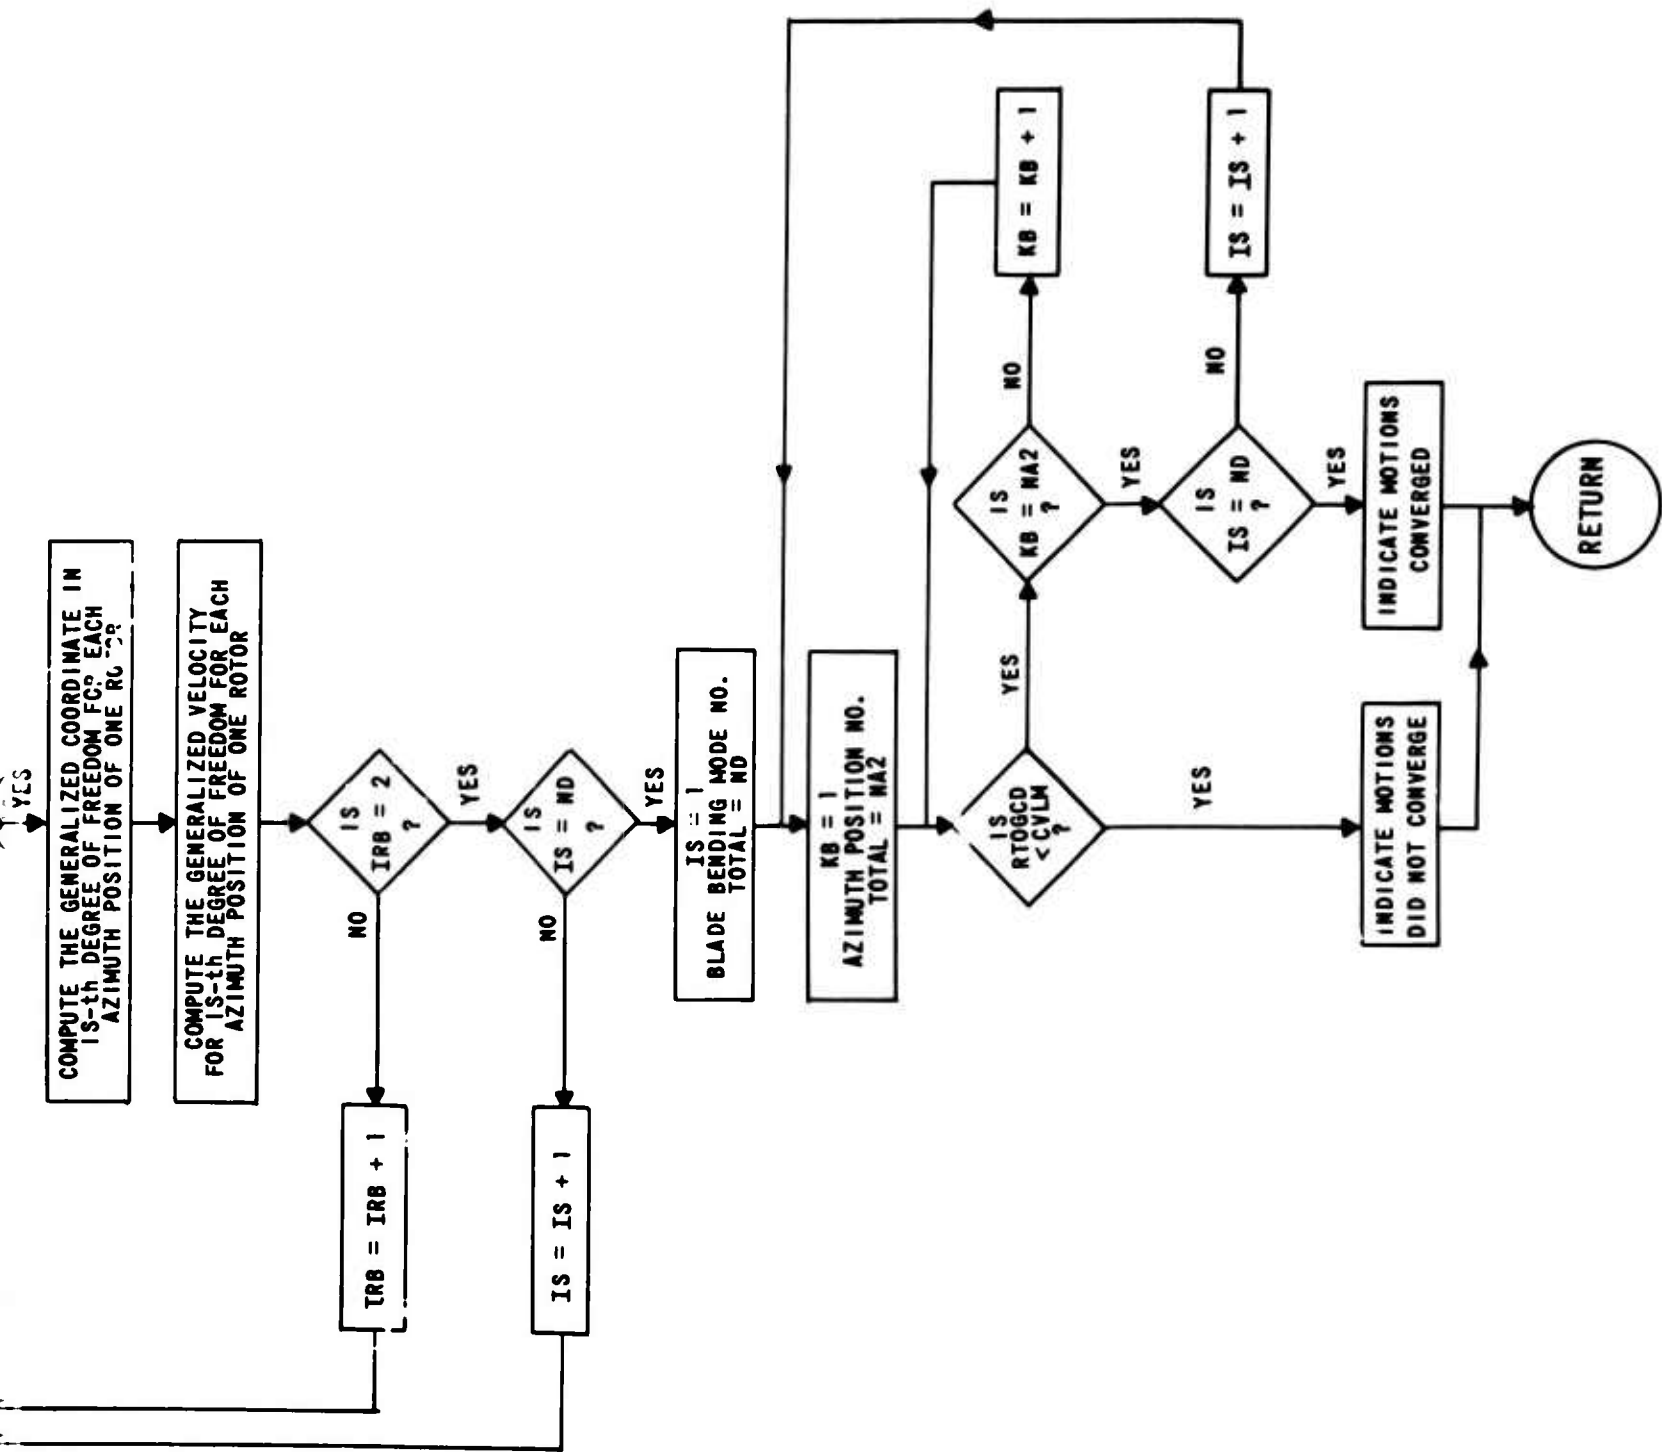 YES
COMPUTE THE GENERALIZED COORDINATE IN
IS-th DEGREE OF FREEDOM FOR EACH
AZIMUTH POSITION OF ONE ROTOR
COMPUTE THE GENERALIZED VELOCITY
FOR IS-th DEGREE OF FREEDOM FOR EACH
AZIMUTH POSITION OF ONE ROTOR
IS
IRB = 2
?
NO
IRB = IRB + 1
YES
IS
IS = ND
?
NO
IS = IS + 1
YES
IS = 1
BLADE BENDING MODE NO.
TOTAL = ND
KB = 1
AZIMUTH POSITION NO.
TOTAL = NA2
IS
RTOGCD
< CVLM
?
YES
IS
KB = NA2
?
NO
KB = KB + 1
YES
IS
IS = ND
?
NO
IS = IS + 1
YES
YES
INDICATE MOTIONS
DID NOT CONVERGE
INDICATE MOTIONS
CONVERGED
RETURN